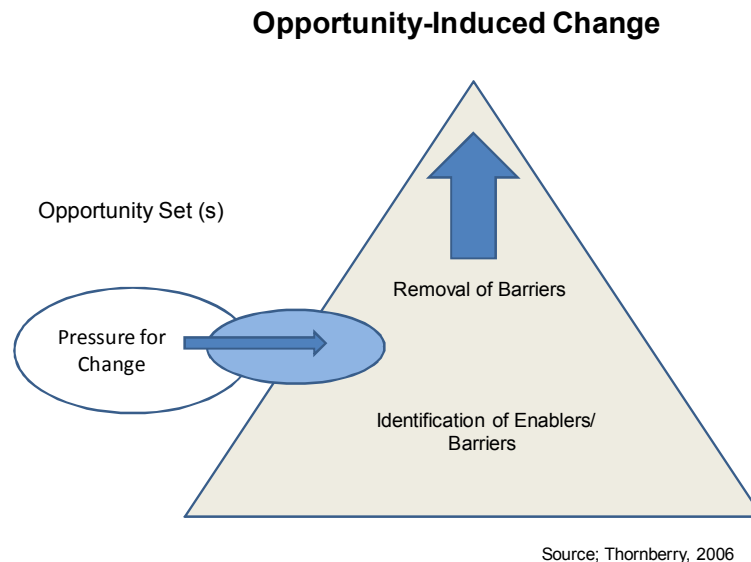 Opportunity-Induced Change
Opportunity Set (s)
Removal of Barriers
Pressure for
Change
Identification of Enablers/
Barriers
Source; Thornberry, 2006